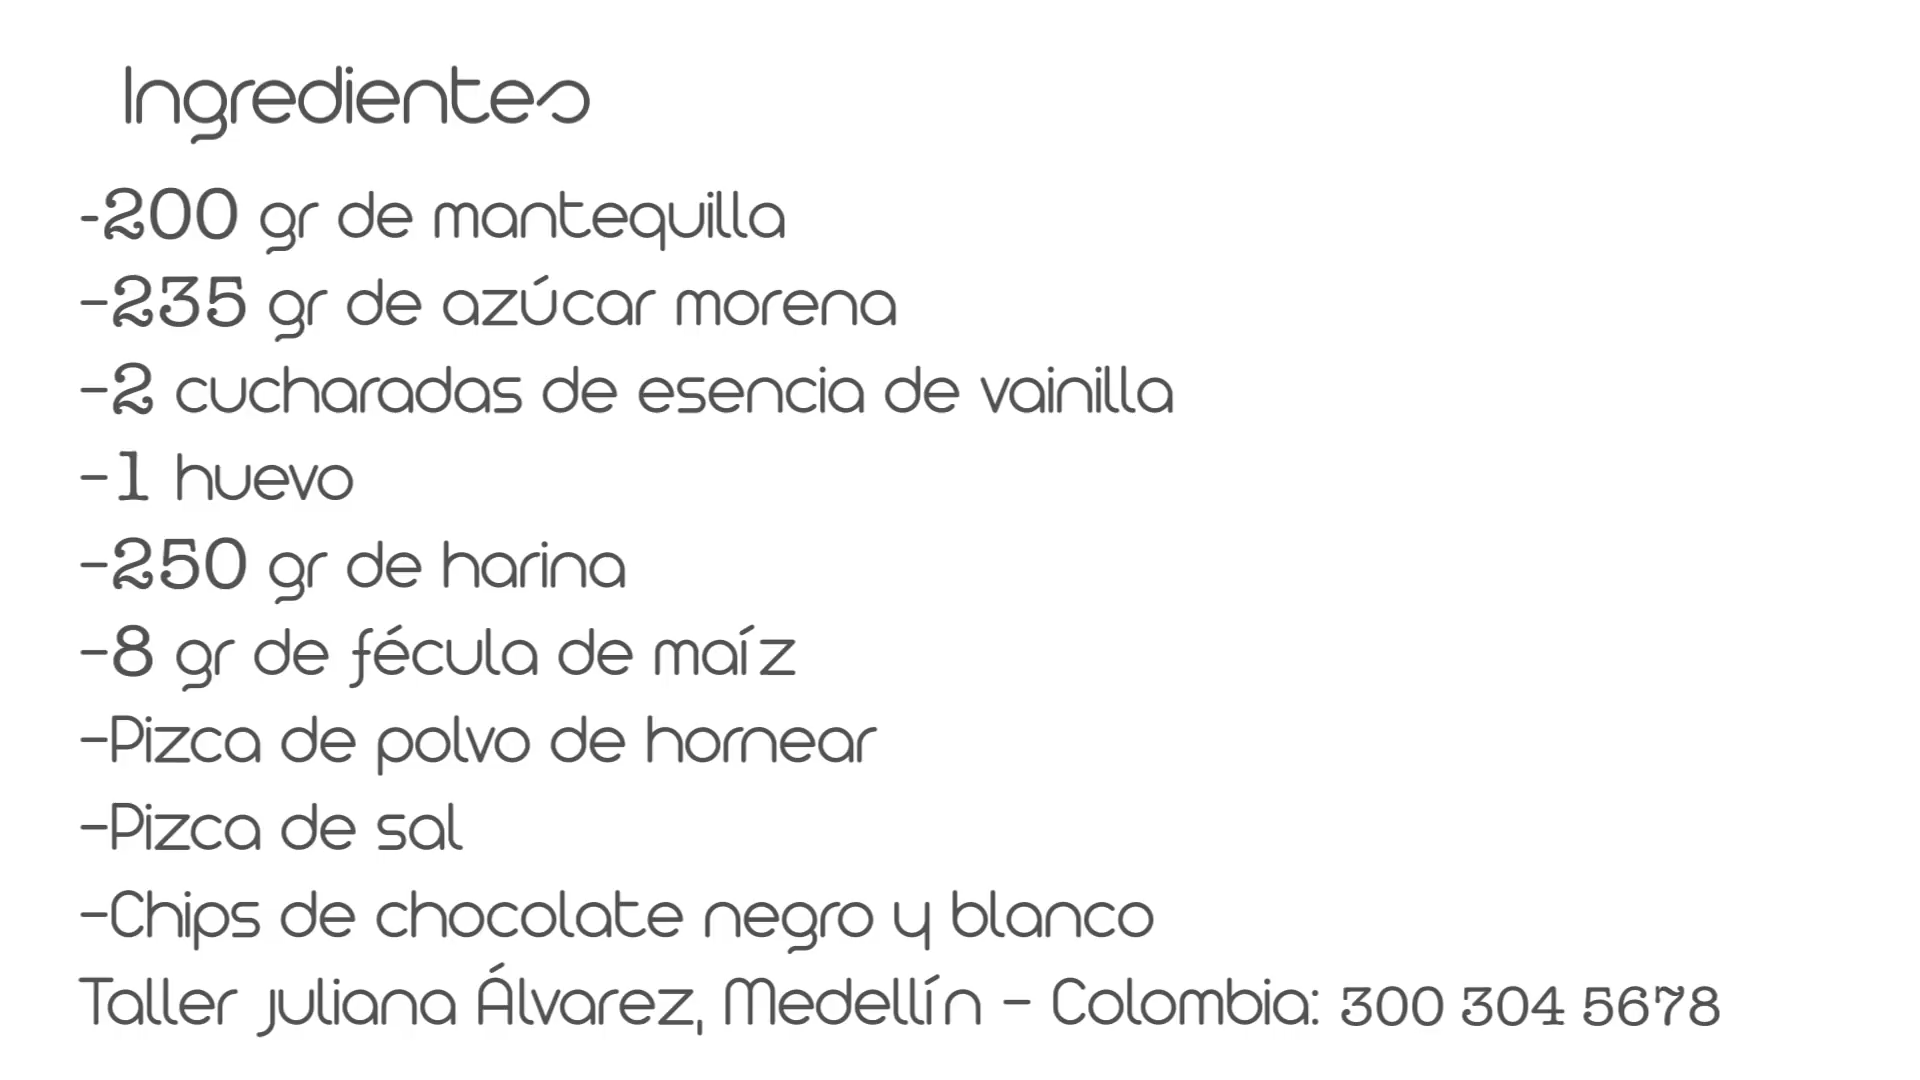 Ingredientes
-200 gr de mantequilla
-235 gr de azúcar morena
-2 cucharadas de esencia de vainilla
-1 huevo
-250 gr de harina
-8 gr de fécula de maíz
-Pizca de polvo de hornear
-Pizca de sal
-Chips de chocolate negro y blanco
Taller Juliana Álvarez, Medellín - Colombia: 300 304 5678